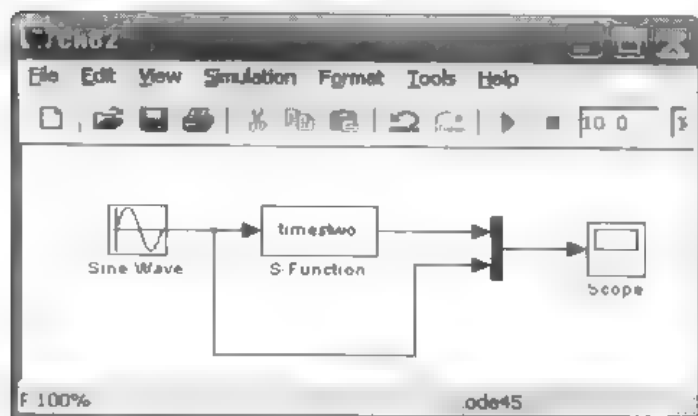 File Edit View Simulation Format Tools Help
10 0
timestwo
Sine Wave
S-Function
Scope
100%
ode45